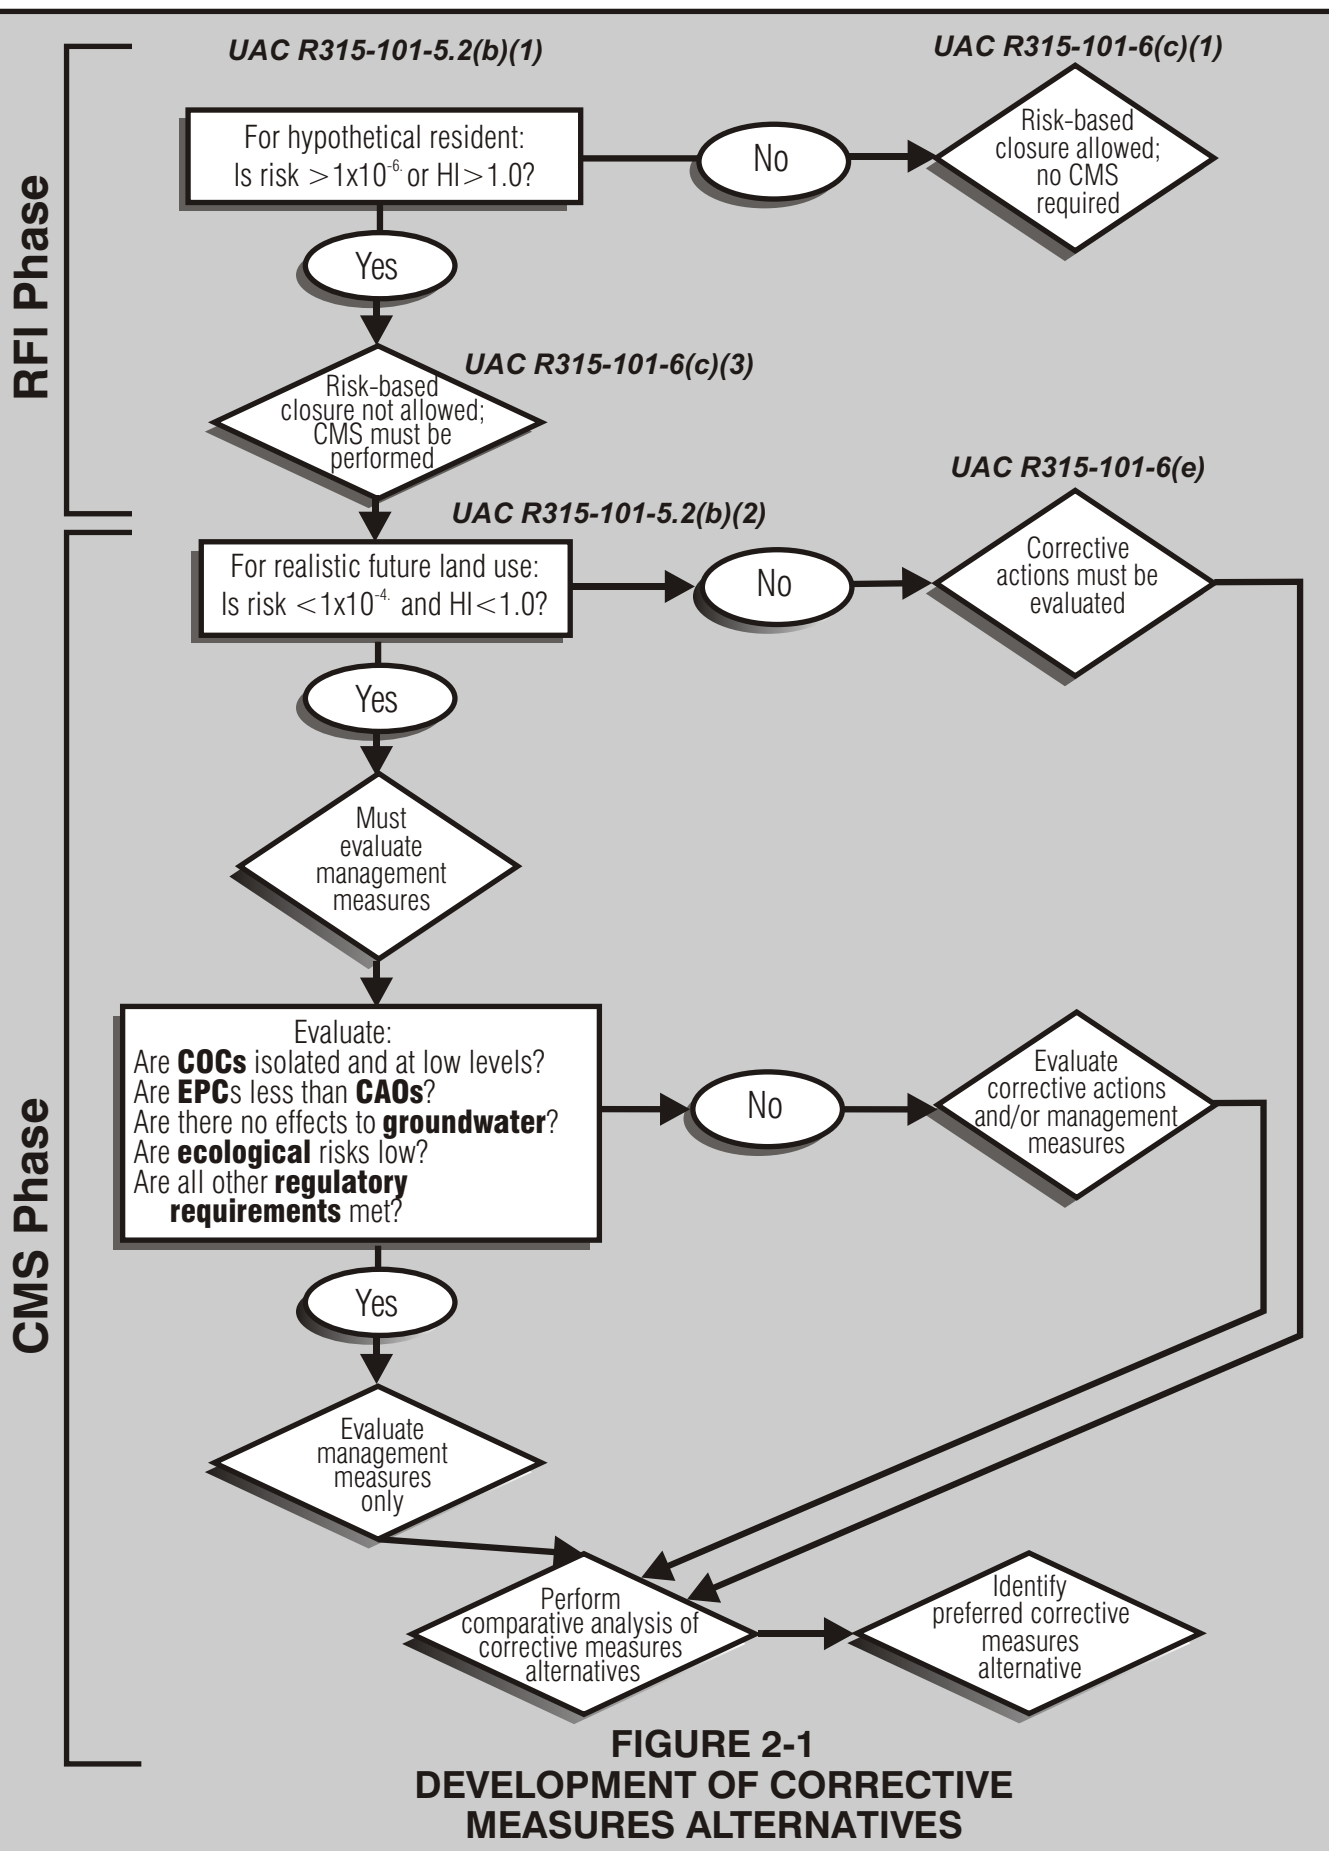 UAC R315-101-5.2(b)(1)
UAC R315-101-6(c)(1)
For hypothetical resident:
Is risk >1x10-6. or HI>1.0?
No
Risk-based
closure allowed;
no CMS
required
Yes
RFI Phase
UAC R315-101-6(c)(3)
Risk-based
closure not allowed;
CMS must be
performed
UAC R315-101-6(e)
UAC R315-101-5.2(b)(2)
For realistic future land use:
Is risk <1x10-4. and HI<1.0?
No
Corrective
actions must be
evaluated
Yes
Must
evaluate
management
measures
CMS Phase
Evaluate:
Are COCs isolated and at low levels?
Are EPCs less than CAOs?
Are there no effects to groundwater?
Are ecological risks low?
Are all other regulatory
requirements met?
No
Evaluate
corrective actions
and/or management
measures
Yes
Evaluate
management
measures
only
Perform
comparative analysis of
corrective measures
alternatives
Identify
preferred corrective
measures
alternative
FIGURE 2-1
DEVELOPMENT OF CORRECTIVE
MEASURES ALTERNATIVES